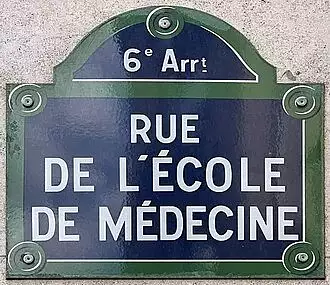 6e Arrt
RUE
DE L'ÉCOLE
DE MÉDECINE